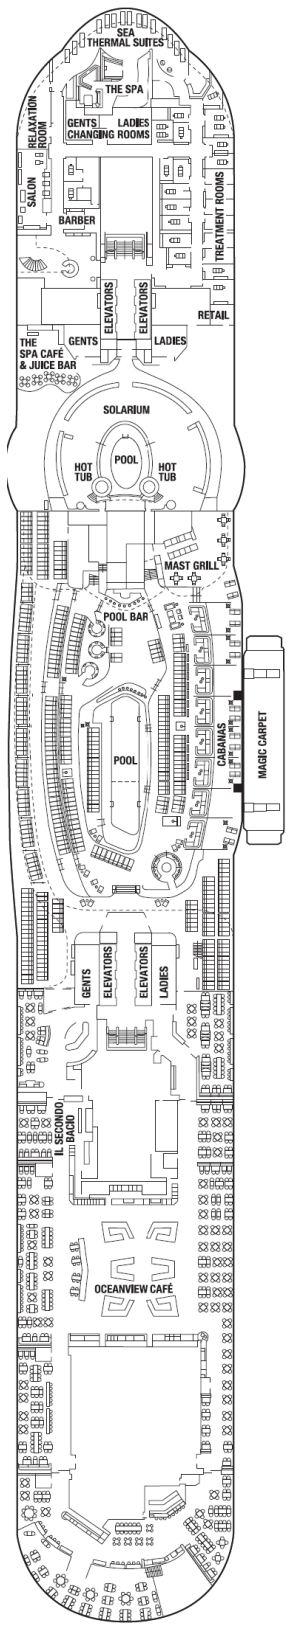 SEA
THERMAL SUITES
THE SPA
RELAXATION
ROOM
GENTS LADIES
CHANGING ROOMS
SALON
TREATMENT ROOMS
BARBER
ELEVATORS
ELEVATORS
RETAIL
THE
SPA CAFÉ
& JUICE BAR
GENTS
LADIES
SOLARIUM
POOL
HOT
TUB
HOT
TUB
MAST GRILL
POOL BAR
CABANAS
MAGIC CARPET
POOL
GENTS
ELEVATORS
ELEVATORS
LADIES
IL SECONDO
BACIO
OCEANVIEW CAFÉ